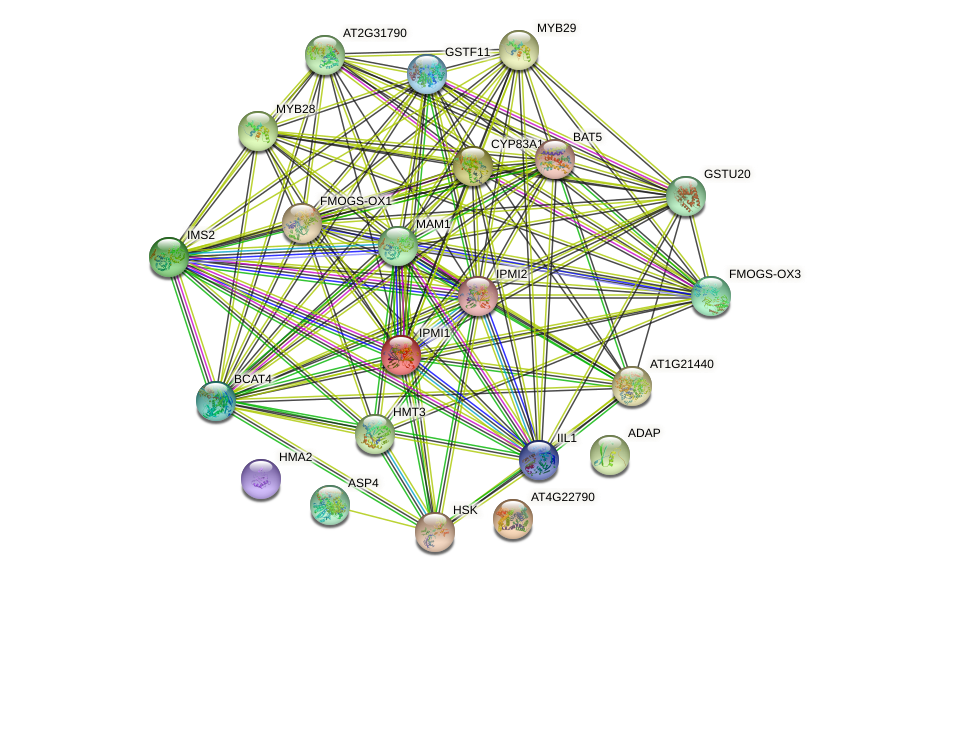 MYB29
AT2G31790
GSTF11
MYB28
BAT5
CYP83A1
GSTU20
FMOGS-OX1
MAM1
IMS2
FMOGS-OX3
IPMI2
IPMI1
AT1G21440
BCAT4
HMT3
ADAP
IIL1
HMA2
ASP4
AT4G22790
HSK